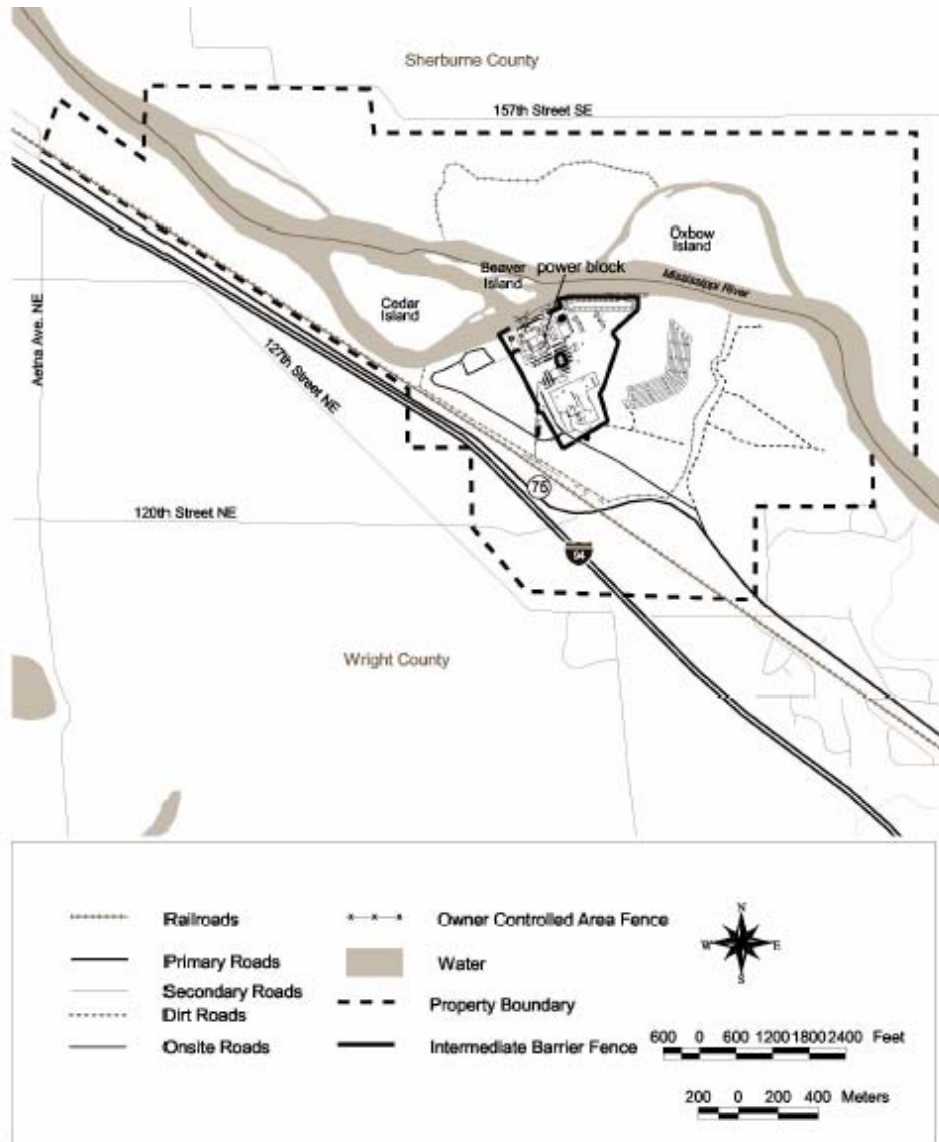 Sherburne County
157th Street SE
Oxbow
Island
Beaver
Island
power block
Mississippi River
Cedar
Island
Aetna Ave. NE
127th Street NE
75
120th Street NE
94
Wright County
Railroads
Primary Roads
Secondary Roads
Dirt Roads
Onsite Roads
Owner Controlled Area Fence
Water
Property Boundary
Intermediate Barrier Fence
N
W E
S
600 0 600 1200 1800 2400 Feet
200 0 200 400 Meters